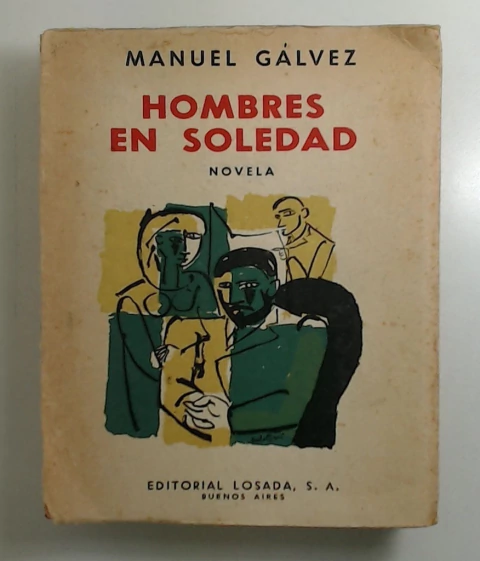 MANUEL GÁLVEZ
HOMBRES
EN SOLEDAD
NOVELA
EDITORIAL LOSADA, S. A.
BUENOS AIRES